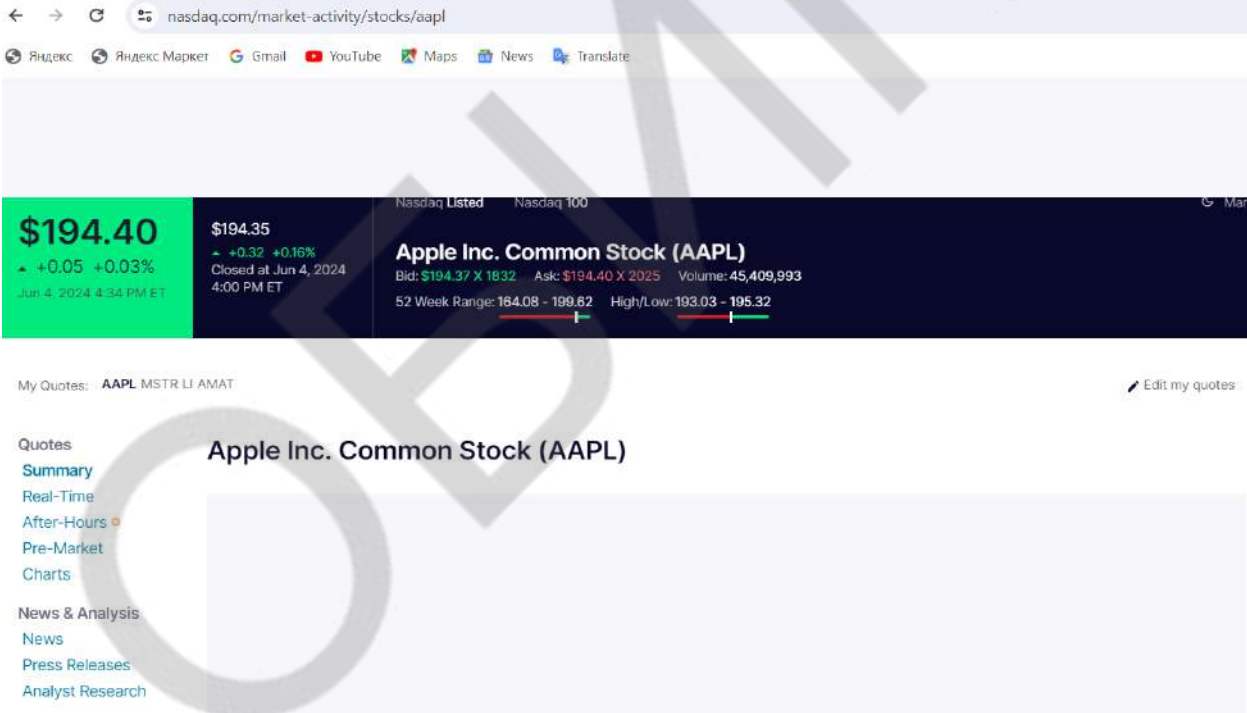 nasdaq.com/market-activity/stocks/aapl
Яндекс Яндекс Маркет Gmail YouTube Maps News Translate
Nasdaq Listed Nasdaq 100
$194.40
+0.05 +0.03%
Jun 4, 2024 4:34 PM ET
$194.35
+0.32 +0.16%
Closed at Jun 4, 2024
4:00 PM ET
Apple Inc. Common Stock (AAPL)
Bid: $194.37 X 1832 Ask: $194.40 X 2025 Volume: 45,409,993
52 Week Range: 164.08 - 199.62 High/Low: 193.03 - 195.32
My Quotes: AAPL MSTR LI AMAT
Edit my quotes
Quotes
Summary
Real-Time
After-Hours
Pre-Market
Charts
News & Analysis
News
Press Releases
Analyst Research
Apple Inc. Common Stock (AAPL)